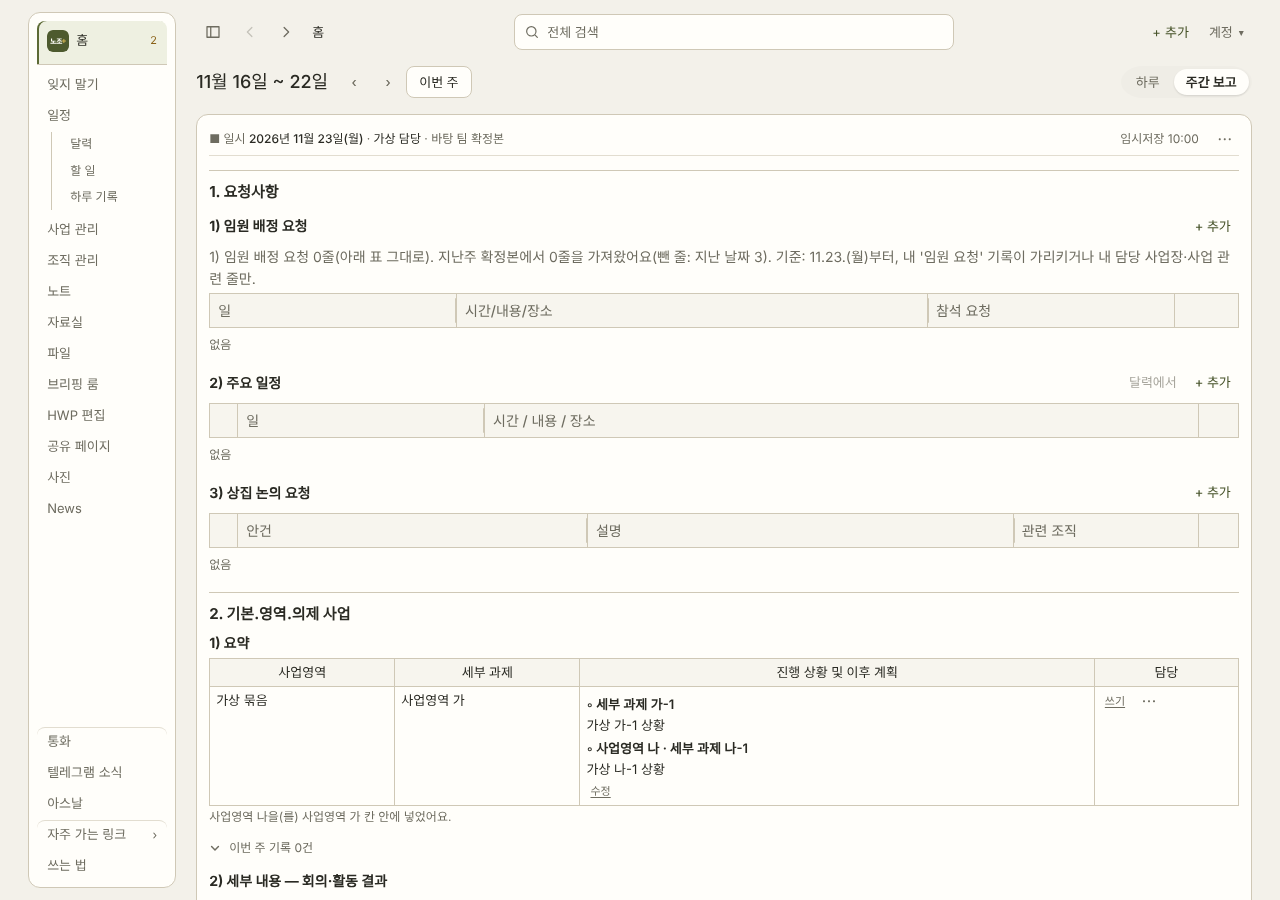 노조+ 홈 2
잊지 말기
일정
달력
할 일
하루 기록
사업 관리
조직 관리
노트
자료실
파일
브리핑 룸
HWP 편집
공유 페이지
사진
News
통화
텔레그램 소식
아스날
자주 가는 링크 ›
쓰는 법
홈
전체 검색
+ 추가 계정 ▾
11월 16일 ~ 22일 ‹ › 이번 주
하루 주간 보고
■ 일시 2026년 11월 23일(월) · 가상 담당 · 바탕 팀 확정본
임시저장 10:00 ⋯
1. 요청사항
1) 임원 배정 요청 + 추가
1) 임원 배정 요청 0줄(아래 표 그대로). 지난주 확정본에서 0줄을 가져왔어요(뺀 줄: 지난 날짜 3). 기준: 11.23.(월)부터, 내 '임원 요청' 기록이 가리키거나 내 담당 사업장·사업 관
련 줄만.
일 시간/내용/장소 참석 요청
없음
2) 주요 일정 달력에서 + 추가
일 시간 / 내용 / 장소
없음
3) 상집 논의 요청 + 추가
안건 설명 관련 조직
없음
2. 기본.영역.의제 사업
1) 요약
사업영역 세부 과제 진행 상황 및 이후 계획 담당
가상 묶음 사업영역 가
∘ 세부 과제 가-1
가상 가-1 상황
∘ 사업영역 나 · 세부 과제 나-1
가상 나-1 상황
수정
쓰기 ⋯
사업영역 나을(를) 사업영역 가 칸 안에 넣었어요.
이번 주 기록 0건
2) 세부 내용 — 회의·활동 결과